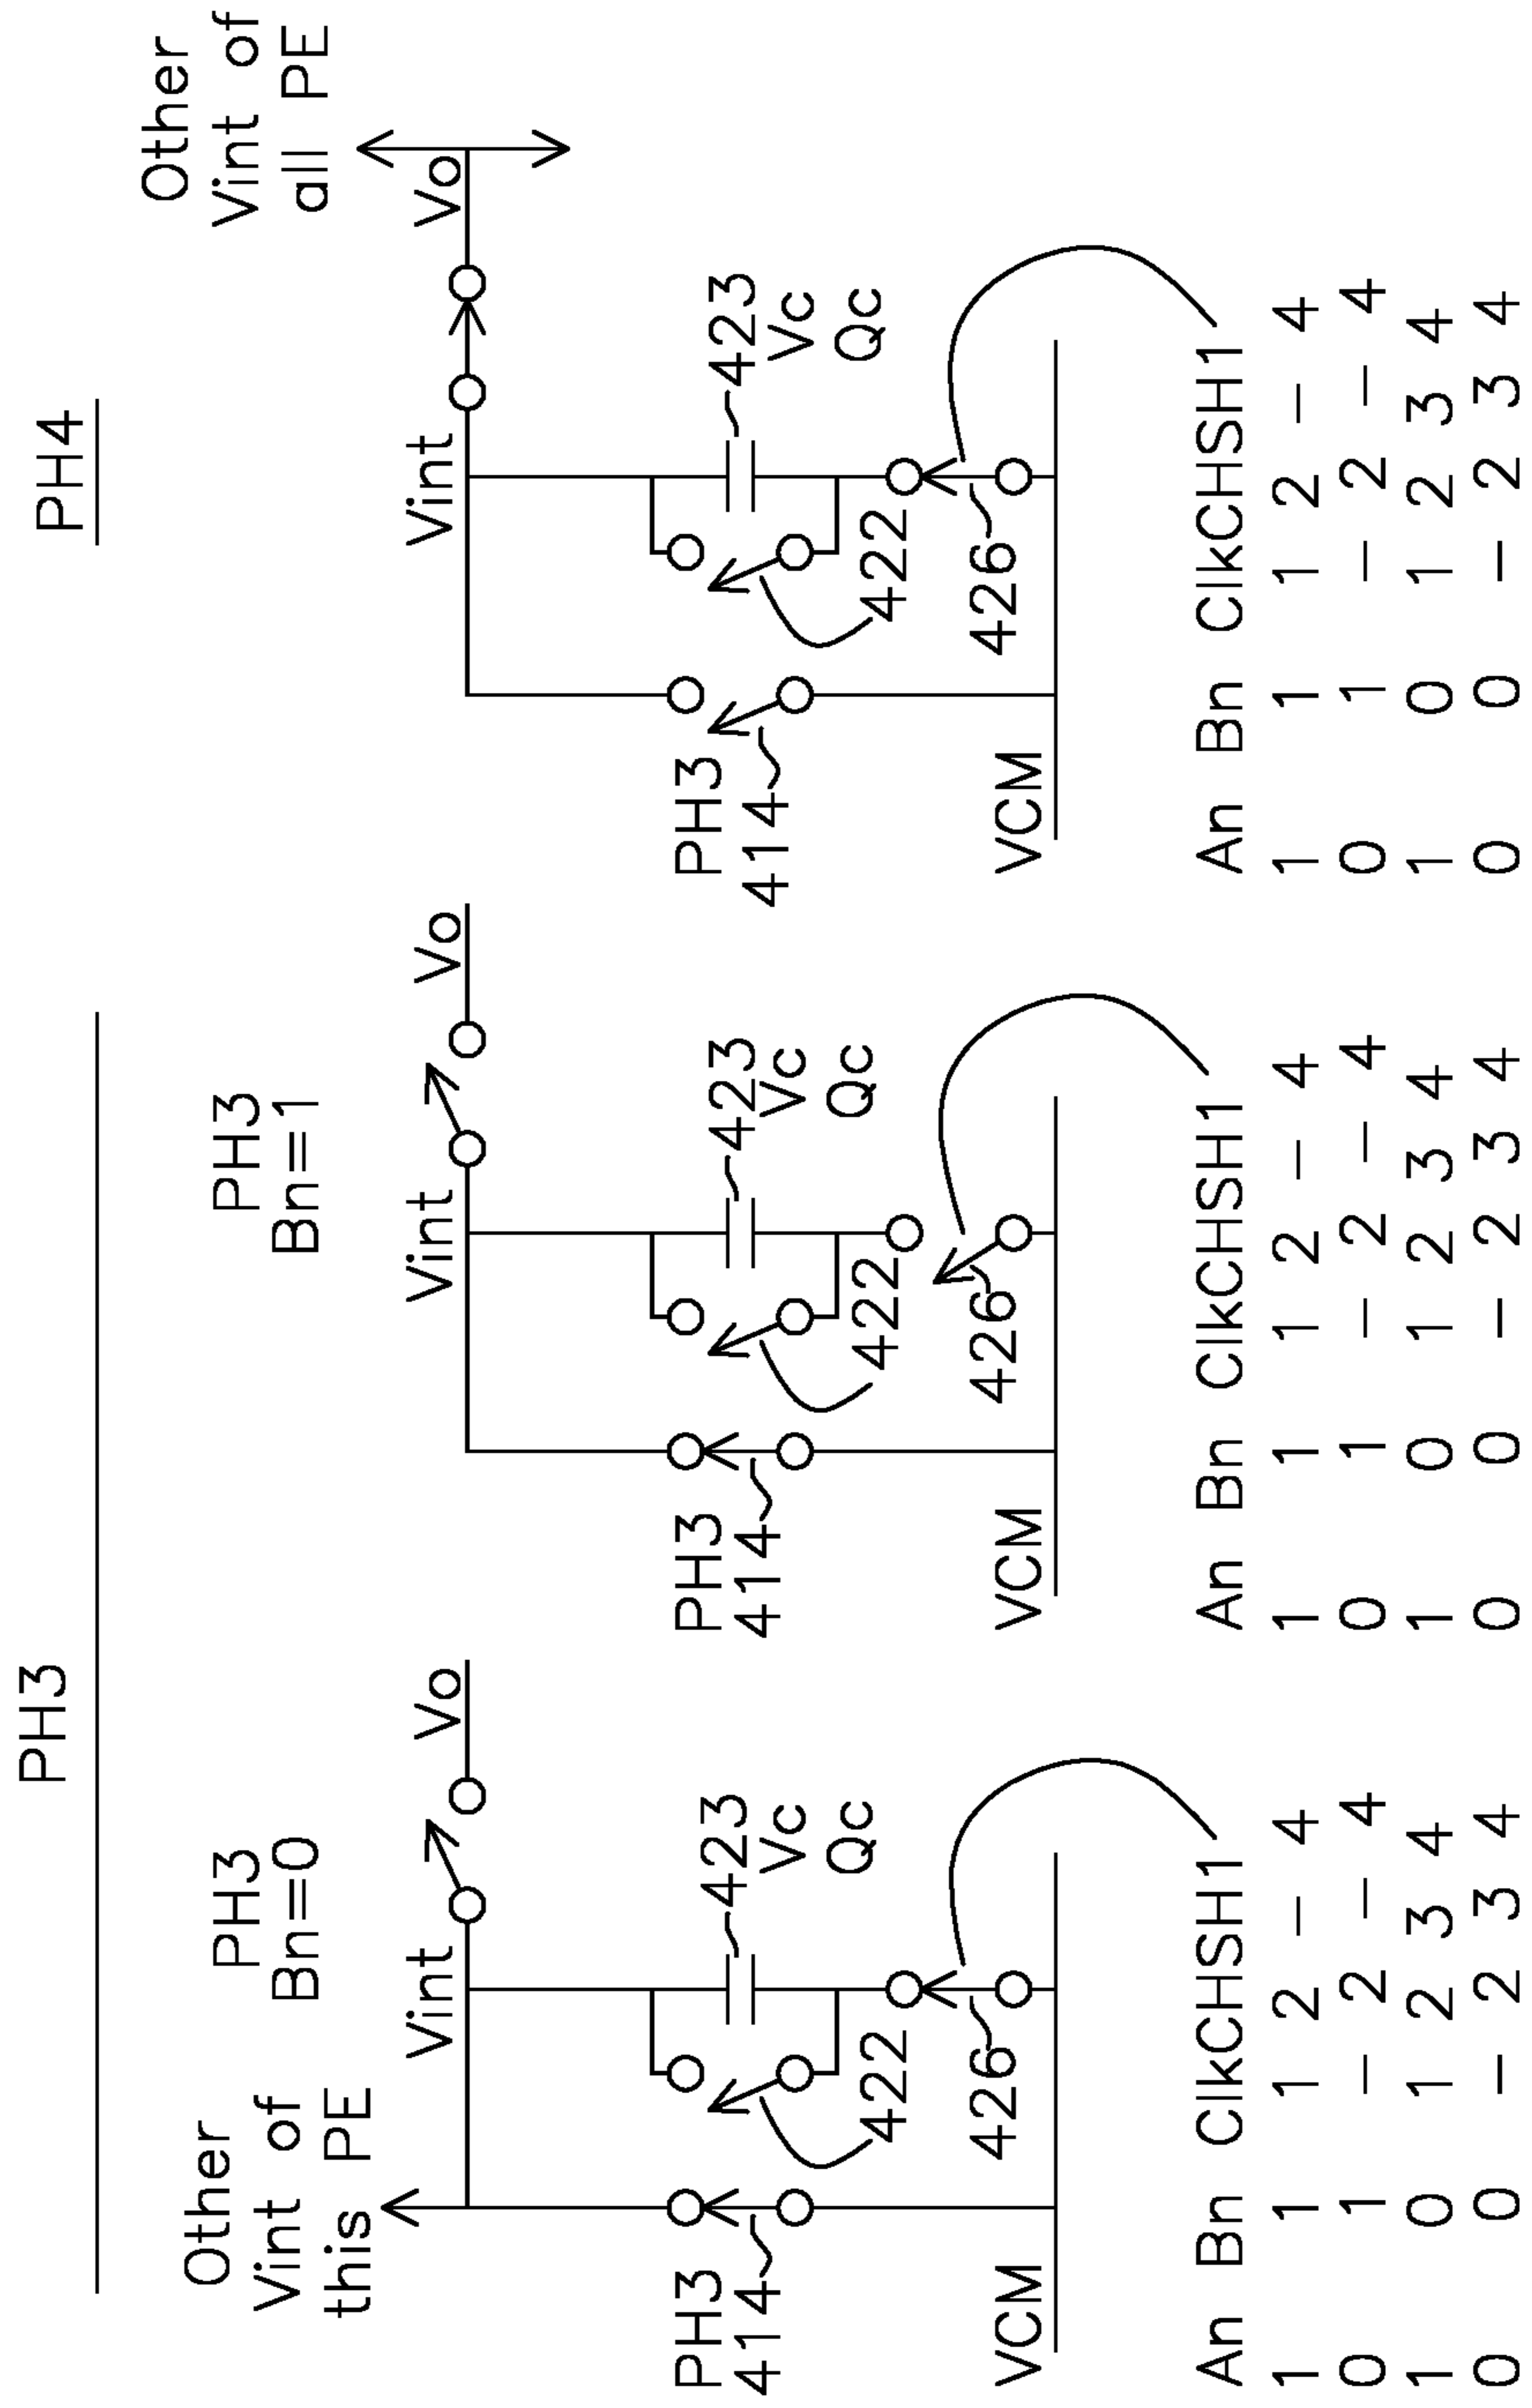 PH3
PH4
Other
Vint of
this PE
PH3
Bn=0
Vint
Vo
PH3
414
422
423
Vc
Qc
426
VCM
An Bn ClkCHSH1
1 1 1 2 – 4
0 1 – 2 – 4
1 0 1 2 3 4
0 0 – 2 3 4
PH3
Bn=1
Vint
Vo
PH3
414
422
423
Vc
Qc
426
VCM
An Bn ClkCHSH1
1 1 1 2 – 4
0 1 – 2 – 4
1 0 1 2 3 4
0 0 – 2 3 4
Other
Vint of
all PE
Vint
Vo
PH3
414
422
423
Vc
Qc
426
VCM
An Bn ClkCHSH1
1 1 1 2 – 4
0 1 – 2 – 4
1 0 1 2 3 4
0 0 – 2 3 4